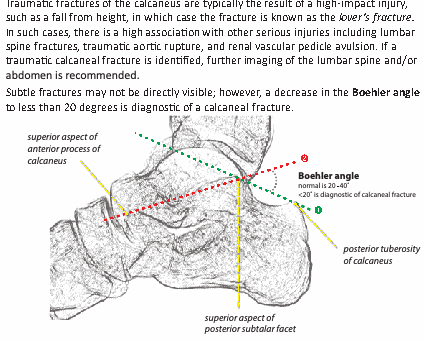 Traumatic fractures of the calcaneus are typically the result of a high-impact injury,
such as a fall from height, in which case the fracture is known as the lover's fracture.
In such cases, there is a high association with other serious injuries including lumbar
spine fractures, traumatic aortic rupture, and renal vascular pedicle avulsion. If a
traumatic calcaneal fracture is identified, further imaging of the lumbar spine and/or
abdomen is recommended.
Subtle fractures may not be directly visible; however, a decrease in the Boehler angle
to less than 20 degrees is diagnostic of a calcaneal fracture.
superior aspect of
anterior process of
calcaneus
2
Boehler angle
normal is 20-40°
<20° is diagnostic of calcaneal fracture
1
posterior tuberosity
of calcaneus
superior aspect of
posterior subtalar facet